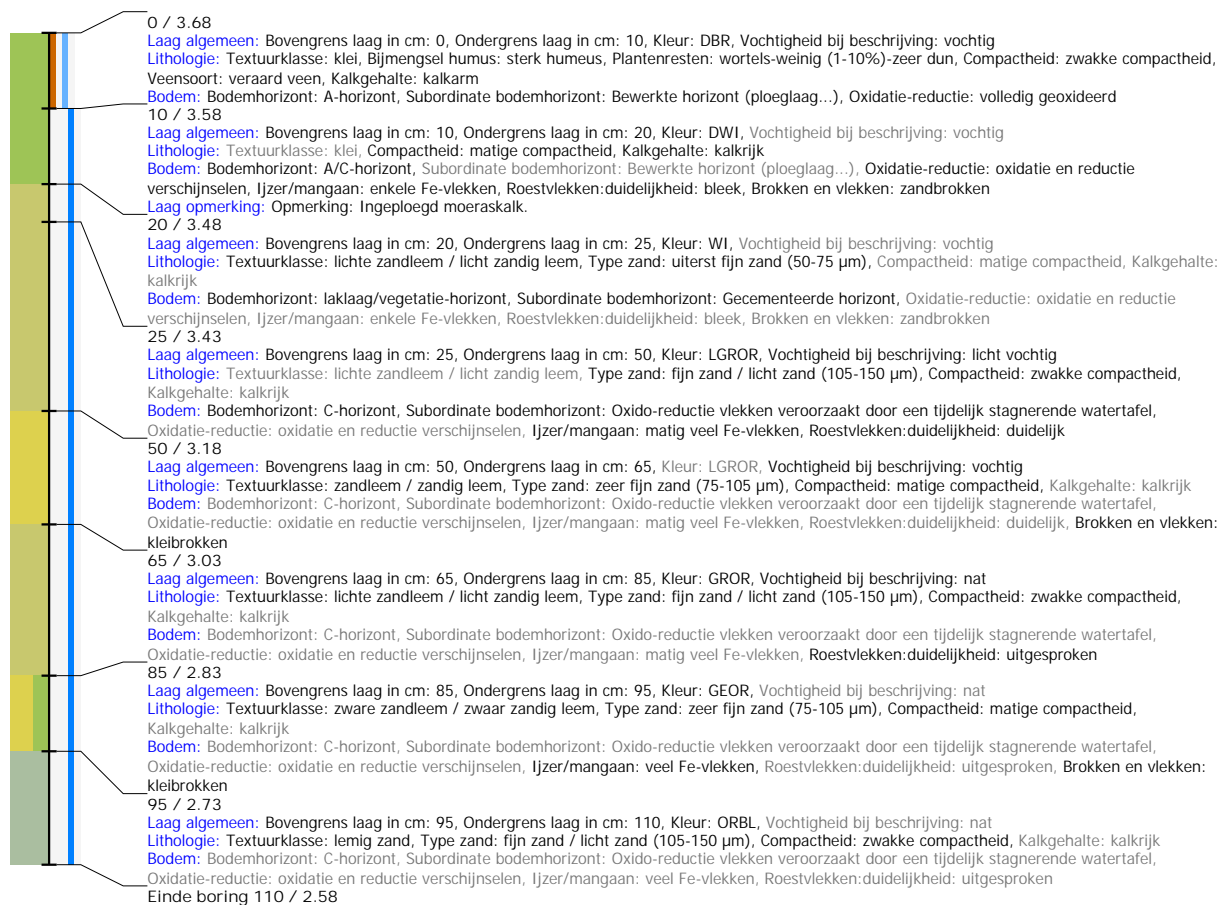 0 / 3.68
Laag algemeen: Bovengrens laag in cm: 0, Ondergrens laag in cm: 10, Kleur: DBR, Vochtigheid bij beschrijving: vochtig
Lithologie: Textuurklasse: klei, Bijmengsel humus: sterk humeus, Plantenresten: wortels-weinig (1-10%)-zeer dun, Compactheid: zwakke compactheid,
Veensoort: veraard veen, Kalkgehalte: kalkarm
Bodem: Bodemhorizont: A-horizont, Subordinate bodemhorizont: Bewerkte horizont (ploeglaag...), Oxidatie-reductie: volledig geoxideerd
10 / 3.58
Laag algemeen: Bovengrens laag in cm: 10, Ondergrens laag in cm: 20, Kleur: DWI, Vochtigheid bij beschrijving: vochtig
Lithologie: Textuurklasse: klei, Compactheid: matige compactheid, Kalkgehalte: kalkrijk
Bodem: Bodemhorizont: A/C-horizont, Subordinate bodemhorizont: Bewerkte horizont (ploeglaag...), Oxidatie-reductie: oxidatie en reductie
verschijnselen, Ijzer/mangaan: enkele Fe-vlekken, Roestvlekken:duidelijkheid: bleek, Brokken en vlekken: zandbrokken
Laag opmerking: Opmerking: Ingeploegd moeraskalk.
20 / 3.48
Laag algemeen: Bovengrens laag in cm: 20, Ondergrens laag in cm: 25, Kleur: WI, Vochtigheid bij beschrijving: vochtig
Lithologie: Textuurklasse: lichte zandleem / licht zandig leem, Type zand: uiterst fijn zand (50-75 µm), Compactheid: matige compactheid, Kalkgehalte:
kalkrijk
Bodem: Bodemhorizont: laklaag/vegetatie-horizont, Subordinate bodemhorizont: Gecementeerde horizont, Oxidatie-reductie: oxidatie en reductie
verschijnselen, Ijzer/mangaan: enkele Fe-vlekken, Roestvlekken:duidelijkheid: bleek, Brokken en vlekken: zandbrokken
25 / 3.43
Laag algemeen: Bovengrens laag in cm: 25, Ondergrens laag in cm: 50, Kleur: LGROR, Vochtigheid bij beschrijving: licht vochtig
Lithologie: Textuurklasse: lichte zandleem / licht zandig leem, Type zand: fijn zand / licht zand (105-150 µm), Compactheid: zwakke compactheid,
Kalkgehalte: kalkrijk
Bodem: Bodemhorizont: C-horizont, Subordinate bodemhorizont: Oxido-reductie vlekken veroorzaakt door een tijdelijk stagnerende watertafel,
Oxidatie-reductie: oxidatie en reductie verschijnselen, Ijzer/mangaan: matig veel Fe-vlekken, Roestvlekken:duidelijkheid: duidelijk
50 / 3.18
Laag algemeen: Bovengrens laag in cm: 50, Ondergrens laag in cm: 65, Kleur: LGROR, Vochtigheid bij beschrijving: vochtig
Lithologie: Textuurklasse: zandleem / zandig leem, Type zand: zeer fijn zand (75-105 µm), Compactheid: matige compactheid, Kalkgehalte: kalkrijk
Bodem: Bodemhorizont: C-horizont, Subordinate bodemhorizont: Oxido-reductie vlekken veroorzaakt door een tijdelijk stagnerende watertafel,
Oxidatie-reductie: oxidatie en reductie verschijnselen, Ijzer/mangaan: matig veel Fe-vlekken, Roestvlekken:duidelijkheid: duidelijk, Brokken en vlekken:
kleibrokken
65 / 3.03
Laag algemeen: Bovengrens laag in cm: 65, Ondergrens laag in cm: 85, Kleur: GROR, Vochtigheid bij beschrijving: nat
Lithologie: Textuurklasse: lichte zandleem / licht zandig leem, Type zand: fijn zand / licht zand (105-150 µm), Compactheid: zwakke compactheid,
Kalkgehalte: kalkrijk
Bodem: Bodemhorizont: C-horizont, Subordinate bodemhorizont: Oxido-reductie vlekken veroorzaakt door een tijdelijk stagnerende watertafel,
Oxidatie-reductie: oxidatie en reductie verschijnselen, Ijzer/mangaan: matig veel Fe-vlekken, Roestvlekken:duidelijkheid: uitgesproken
85 / 2.83
Laag algemeen: Bovengrens laag in cm: 85, Ondergrens laag in cm: 95, Kleur: GEOR, Vochtigheid bij beschrijving: nat
Lithologie: Textuurklasse: zware zandleem / zwaar zandig leem, Type zand: zeer fijn zand (75-105 µm), Compactheid: matige compactheid,
Kalkgehalte: kalkrijk
Bodem: Bodemhorizont: C-horizont, Subordinate bodemhorizont: Oxido-reductie vlekken veroorzaakt door een tijdelijk stagnerende watertafel,
Oxidatie-reductie: oxidatie en reductie verschijnselen, Ijzer/mangaan: veel Fe-vlekken, Roestvlekken:duidelijkheid: uitgesproken, Brokken en vlekken:
kleibrokken
95 / 2.73
Laag algemeen: Bovengrens laag in cm: 95, Ondergrens laag in cm: 110, Kleur: ORBL, Vochtigheid bij beschrijving: nat
Lithologie: Textuurklasse: lemig zand, Type zand: fijn zand / licht zand (105-150 µm), Compactheid: zwakke compactheid, Kalkgehalte: kalkrijk
Bodem: Bodemhorizont: C-horizont, Subordinate bodemhorizont: Oxido-reductie vlekken veroorzaakt door een tijdelijk stagnerende watertafel,
Oxidatie-reductie: oxidatie en reductie verschijnselen, Ijzer/mangaan: veel Fe-vlekken, Roestvlekken:duidelijkheid: uitgesproken
Einde boring 110 / 2.58